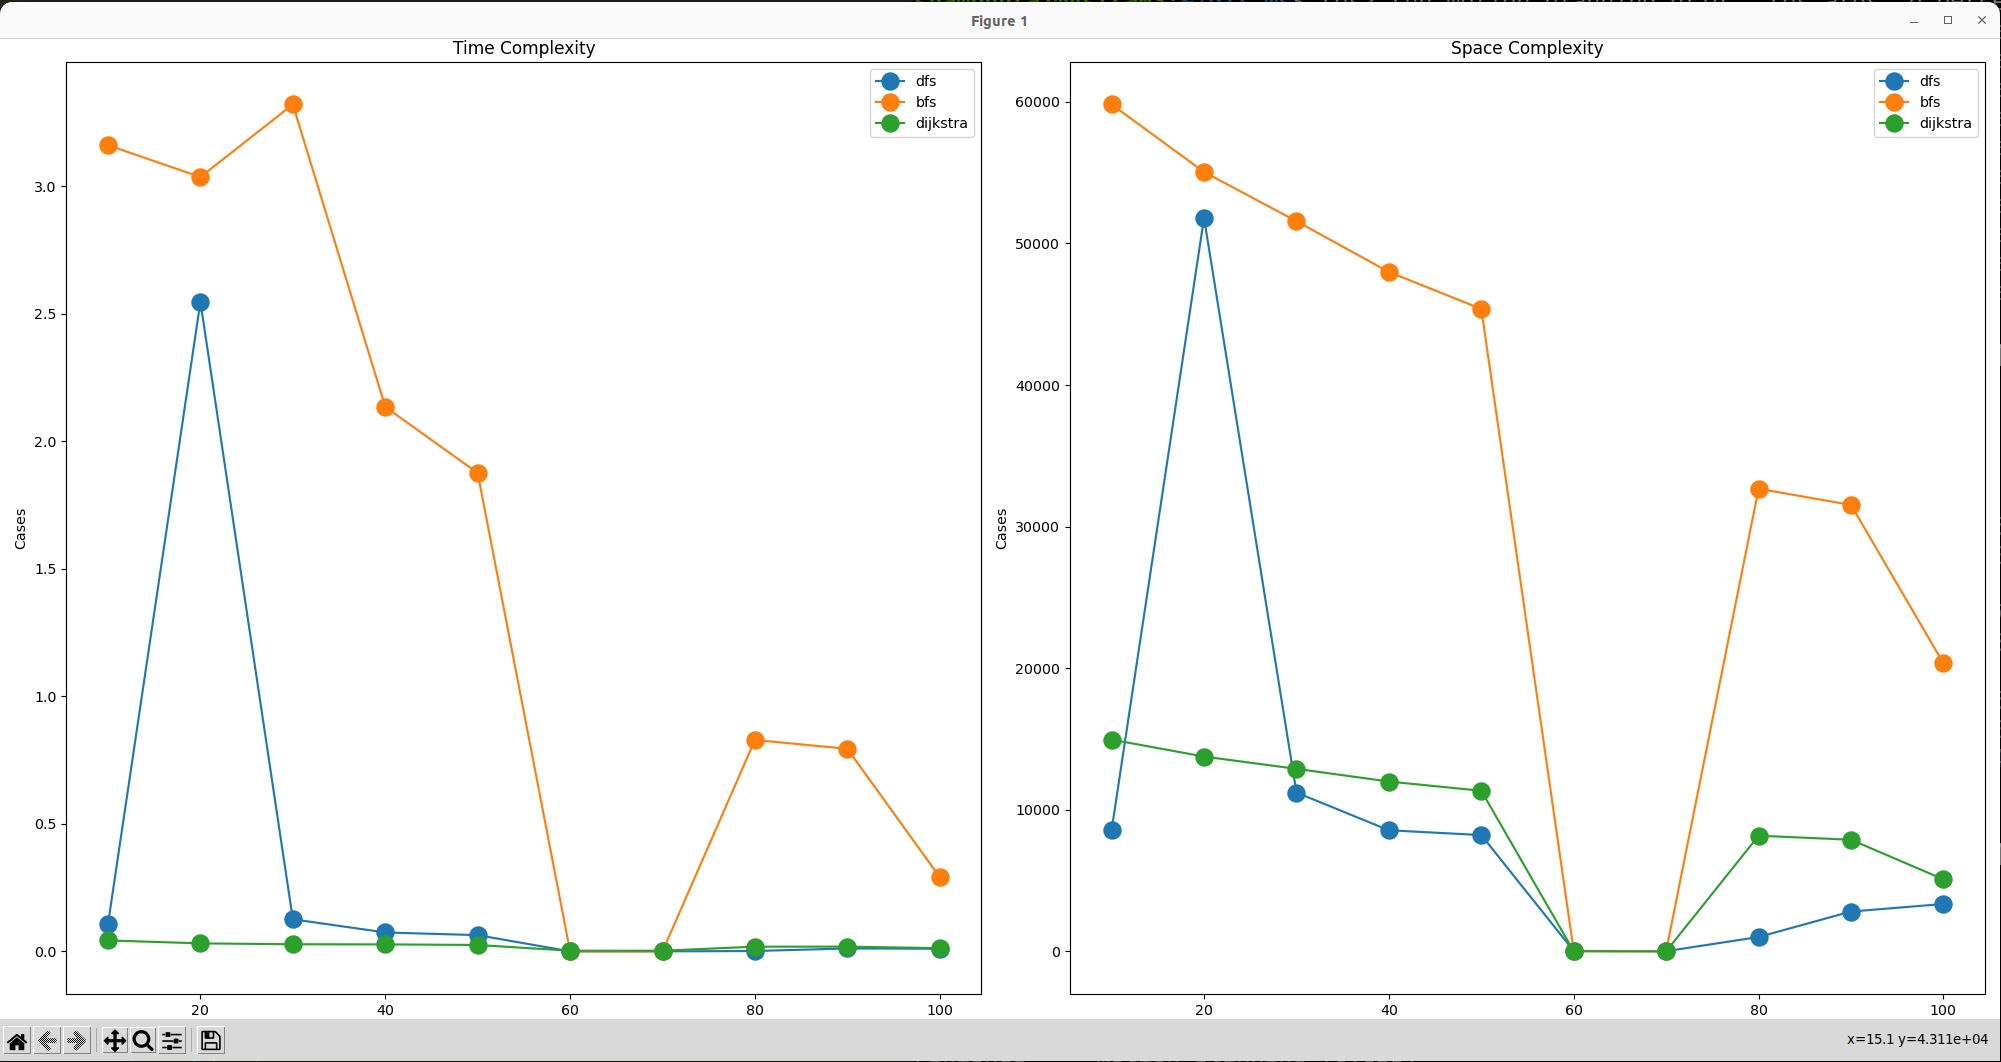 Figure 1
Time Complexity
dfs
bfs
dijkstra
3.0
2.5
2.0
1.5
1.0
0.5
0.0
Cases
20 40 60 80 100
Space Complexity
dfs
bfs
dijkstra
60000
50000
40000
30000
20000
10000
0
Cases
20 40 60 80 100
x=15.1 y=4.311e+04